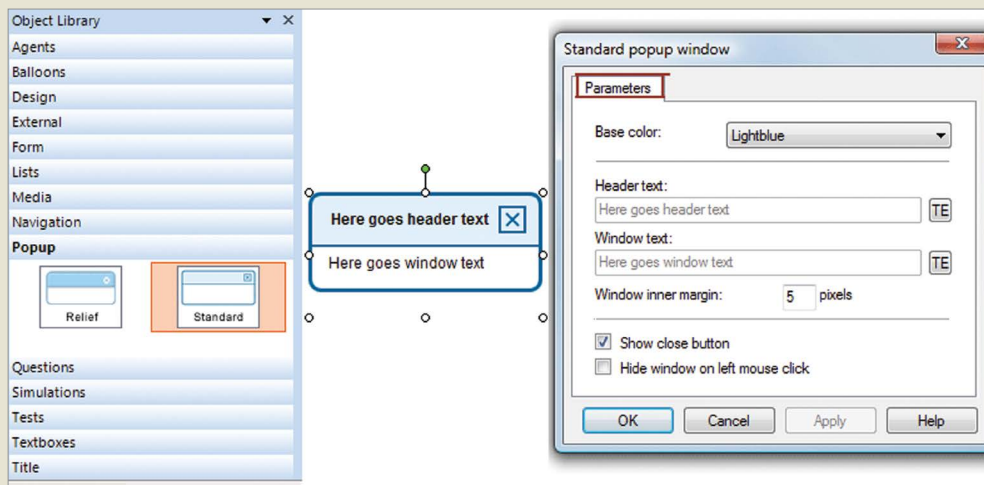 Object Library
Agents
Balloons
Design
External
Form
Lists
Media
Navigation
Popup
Relief
Standard
Questions
Simulations
Tests
Textboxes
Title
Here goes header text
Here goes window text
Standard popup window
Parameters
Base color: Lightblue
Header text:
Here goes header text TE
Window text:
Here goes window text TE
Window inner margin: 5 pixels
Show close button
Hide window on left mouse click
OK Cancel Apply Help